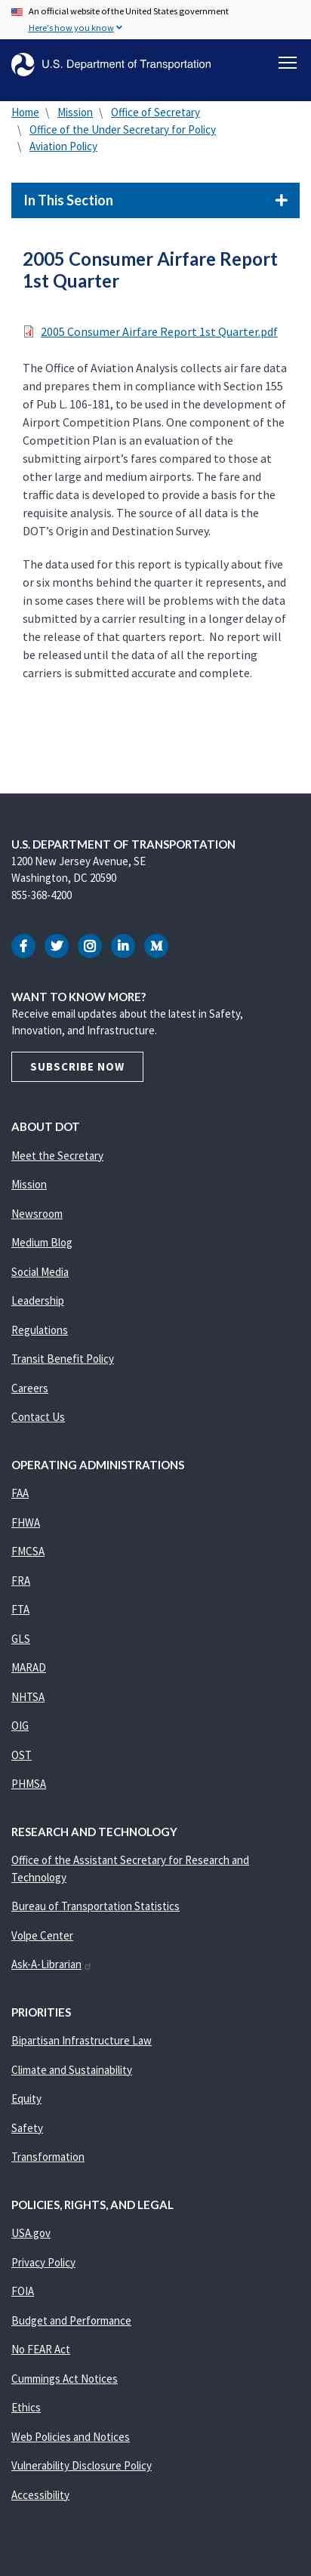 An official website of the United States government
Here's how you know
U.S. Department of Transportation
Home \ Mission \ Office of Secretary
\ Office of the Under Secretary for Policy
\ Aviation Policy
In This Section
2005 Consumer Airfare Report
1st Quarter
2005 Consumer Airfare Report 1st Quarter.pdf
The Office of Aviation Analysis collects air fare data
and prepares them in compliance with Section 155
of Pub L. 106-181, to be used in the development of
Airport Competition Plans. One component of the
Competition Plan is an evaluation of the
submitting airport’s fares compared to those at
other large and medium airports. The fare and
traffic data is developed to provide a basis for the
requisite analysis. The source of all data is the
DOT’s Origin and Destination Survey.
The data used for this report is typically about five
or six months behind the quarter it represents, and
in some cases there will be problems with the data
submitted by a carrier resulting in a longer delay of
the release of that quarters report.  No report will
be released until the data of all the reporting
carriers is submitted accurate and complete.
U.S. DEPARTMENT OF TRANSPORTATION
1200 New Jersey Avenue, SE
Washington, DC 20590
855-368-4200
WANT TO KNOW MORE?
Receive email updates about the latest in Safety,
Innovation, and Infrastructure.
SUBSCRIBE NOW
ABOUT DOT
Meet the Secretary
Mission
Newsroom
Medium Blog
Social Media
Leadership
Regulations
Transit Benefit Policy
Careers
Contact Us
OPERATING ADMINISTRATIONS
FAA
FHWA
FMCSA
FRA
FTA
GLS
MARAD
NHTSA
OIG
OST
PHMSA
RESEARCH AND TECHNOLOGY
Office of the Assistant Secretary for Research and
Technology
Bureau of Transportation Statistics
Volpe Center
Ask-A-Librarian
PRIORITIES
Bipartisan Infrastructure Law
Climate and Sustainability
Equity
Safety
Transformation
POLICIES, RIGHTS, AND LEGAL
USA.gov
Privacy Policy
FOIA
Budget and Performance
No FEAR Act
Cummings Act Notices
Ethics
Web Policies and Notices
Vulnerability Disclosure Policy
Accessibility